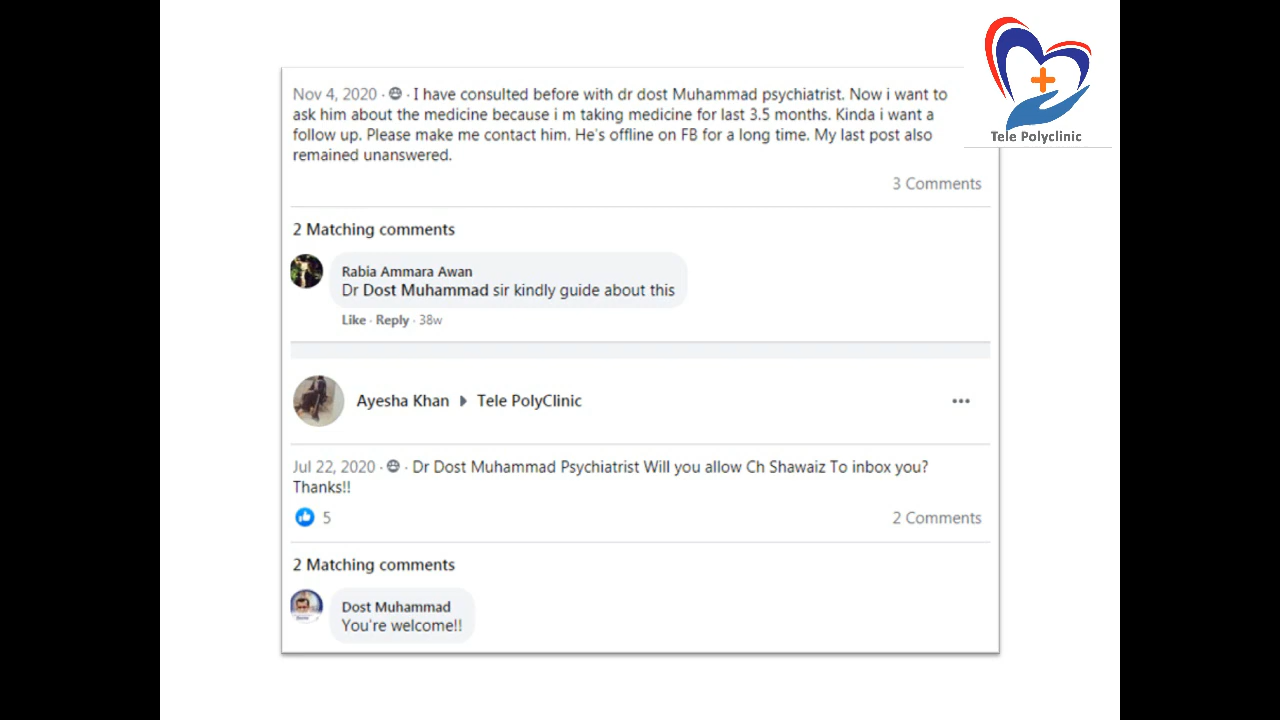 Tele Polyclinic
Nov 4, 2020 · · I have consulted before with dr dost Muhammad psychiatrist. Now i want to
ask him about the medicine because i m taking medicine for last 3.5 months. Kinda i want a
follow up. Please make me contact him. He's offline on FB for a long time. My last post also
remained unanswered.
3 Comments
2 Matching comments
Rabia Ammara Awan
Dr Dost Muhammad sir kindly guide about this
Like · Reply · 38w
Ayesha Khan Tele PolyClinic
Jul 22, 2020 · · Dr Dost Muhammad Psychiatrist Will you allow Ch Shawaiz To inbox you?
Thanks!!
5
2 Comments
2 Matching comments
Dost Muhammad
You're welcome!!